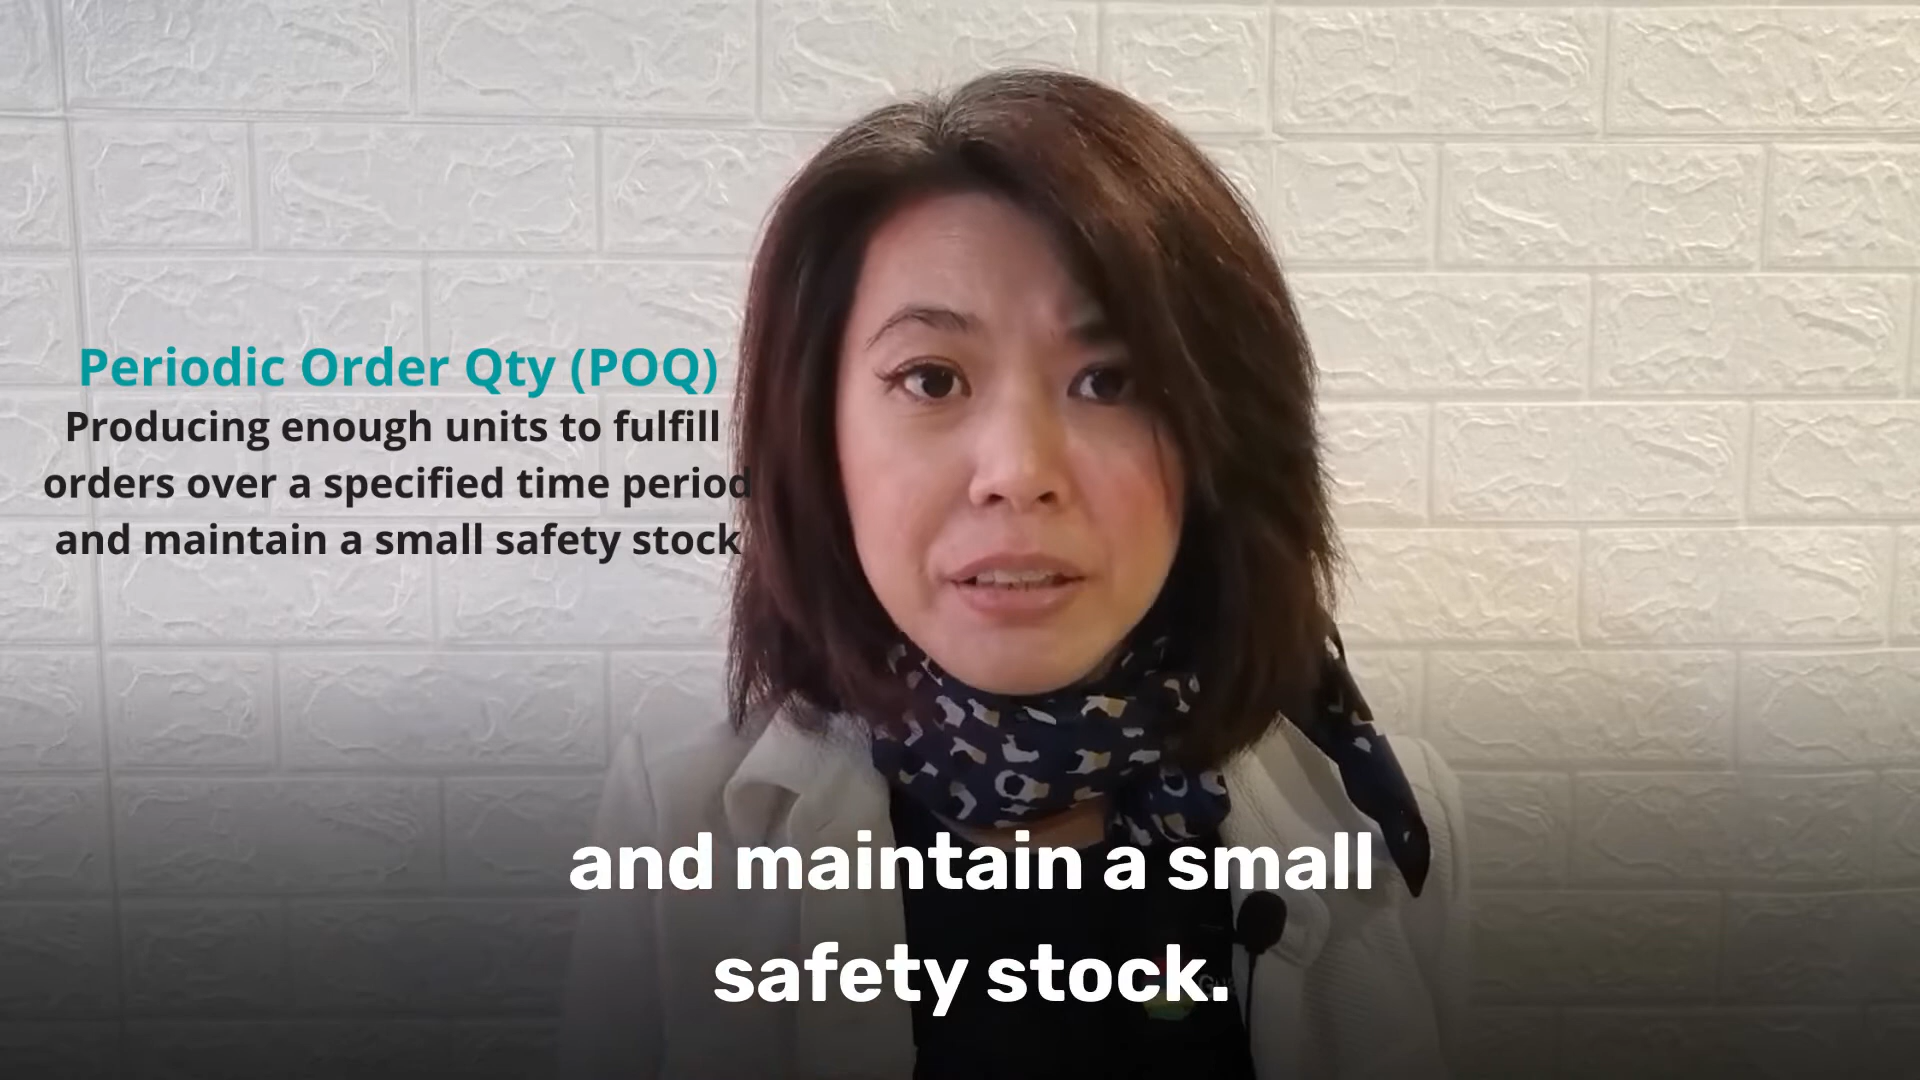 Periodic Order Qty (POQ)
Producing enough units to fulfill
orders over a specified time period
and maintain a small safety stock
and maintain a small
safety stock.